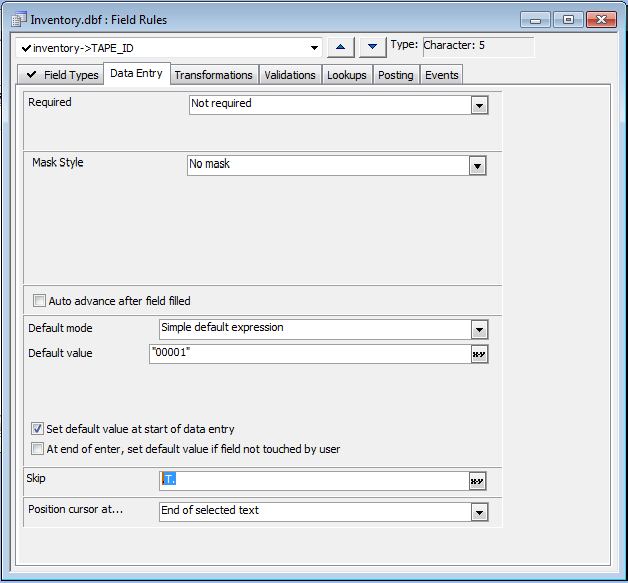 Inventory.dbf : Field Rules
inventory->TAPE_ID Type: Character: 5
Field Types Data Entry Transformations Validations Lookups Posting Events
Required Not required
Mask Style No mask
Auto advance after field filled
Default mode Simple default expression
Default value "00001" x-y
Set default value at start of data entry
At end of enter, set default value if field not touched by user
Skip .T. x-y
Position cursor at... End of selected text